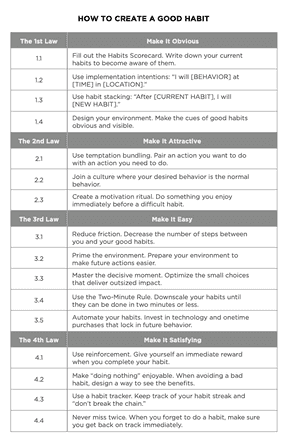 HOW TO CREATE A GOOD HABIT
The 1st Law Make It Obvious
1.1 Fill out the Habits Scorecard. Write down your current
habits to become aware of them.
1.2 Use implementation intentions: "I will [BEHAVIOR] at
[TIME] in [LOCATION]."
1.3 Use habit stacking: "After [CURRENT HABIT], I will
[NEW HABIT]."
1.4 Design your environment. Make the cues of good habits
obvious and visible.
The 2nd Law Make It Attractive
2.1 Use temptation bundling. Pair an action you want to do
with an action you need to do.
2.2 Join a culture where your desired behavior is the normal
behavior.
2.3 Create a motivation ritual. Do something you enjoy
immediately before a difficult habit.
The 3rd Law Make It Easy
3.1 Reduce friction. Decrease the number of steps between
you and your good habits.
3.2 Prime the environment. Prepare your environment to
make future actions easier.
3.3 Master the decisive moment. Optimize the small choices
that deliver outsized impact.
3.4 Use the Two-Minute Rule. Downscale your habits until
they can be done in two minutes or less.
3.5 Automate your habits. Invest in technology and onetime
purchases that lock in future behavior.
The 4th Law Make It Satisfying
4.1 Use reinforcement. Give yourself an immediate reward
when you complete your habit.
4.2 Make "doing nothing" enjoyable. When avoiding a bad
habit, design a way to see the benefits.
4.3 Use a habit tracker. Keep track of your habit streak and
"don't break the chain."
4.4 Never miss twice. When you forget to do a habit, make sure
you get back on track immediately.